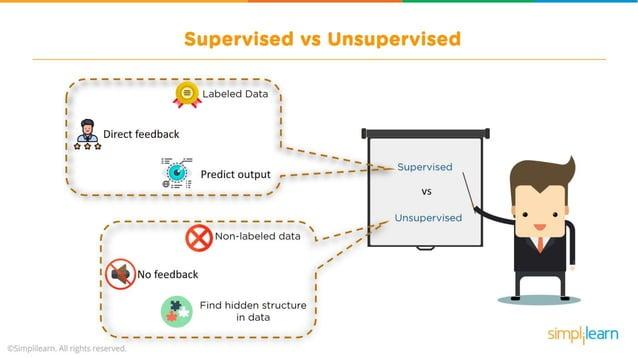 Supervised vs Unsupervised
Labeled Data
Direct feedback
Predict output
Supervised
vs
Unsupervised
Non-labeled data
No feedback
Find hidden structure
in data
simplilearn
©Simplilearn. All rights reserved.